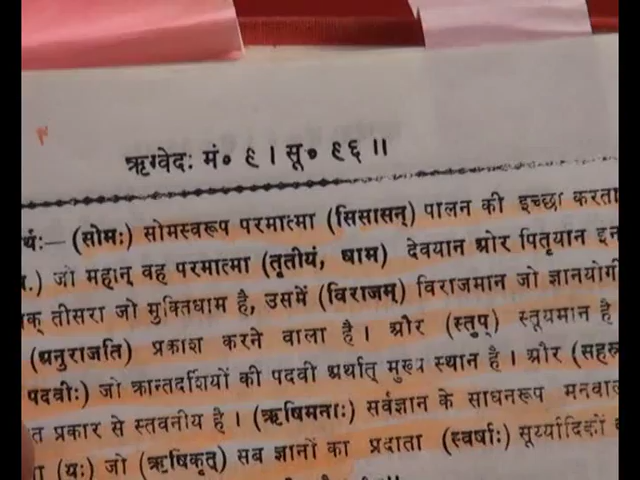 ऋग्वेदः मं० ९ । सू० ९६ ॥
र्थः— (सोमः) सोमस्वरूप परमात्मा (सिसासन्) पालन की इच्छा करता
जो महान् वह परमात्मा (तृतीयं, धाम) देवयान और पितृयान इन
क् तीसरा जो मुक्तिधाम है, उसमें (विराजम्) विराजमान जो ज्ञानयोगी
(अनुराजति) प्रकाश करने वाला है । और (स्तुप्) स्तूयमान है
पदवीः) जो क्रान्तदर्शियों की पदवी अर्थात् मुख्य स्थान है । और (सहस्र
त प्रकार से स्तवनीय है । (ऋषिमनाः) सर्वज्ञान के साधनरूप मनवाल
(यः) जो (ऋषिकृत्) सब ज्ञानों का प्रदाता (स्वर्षाः) सूर्य्यादिकों